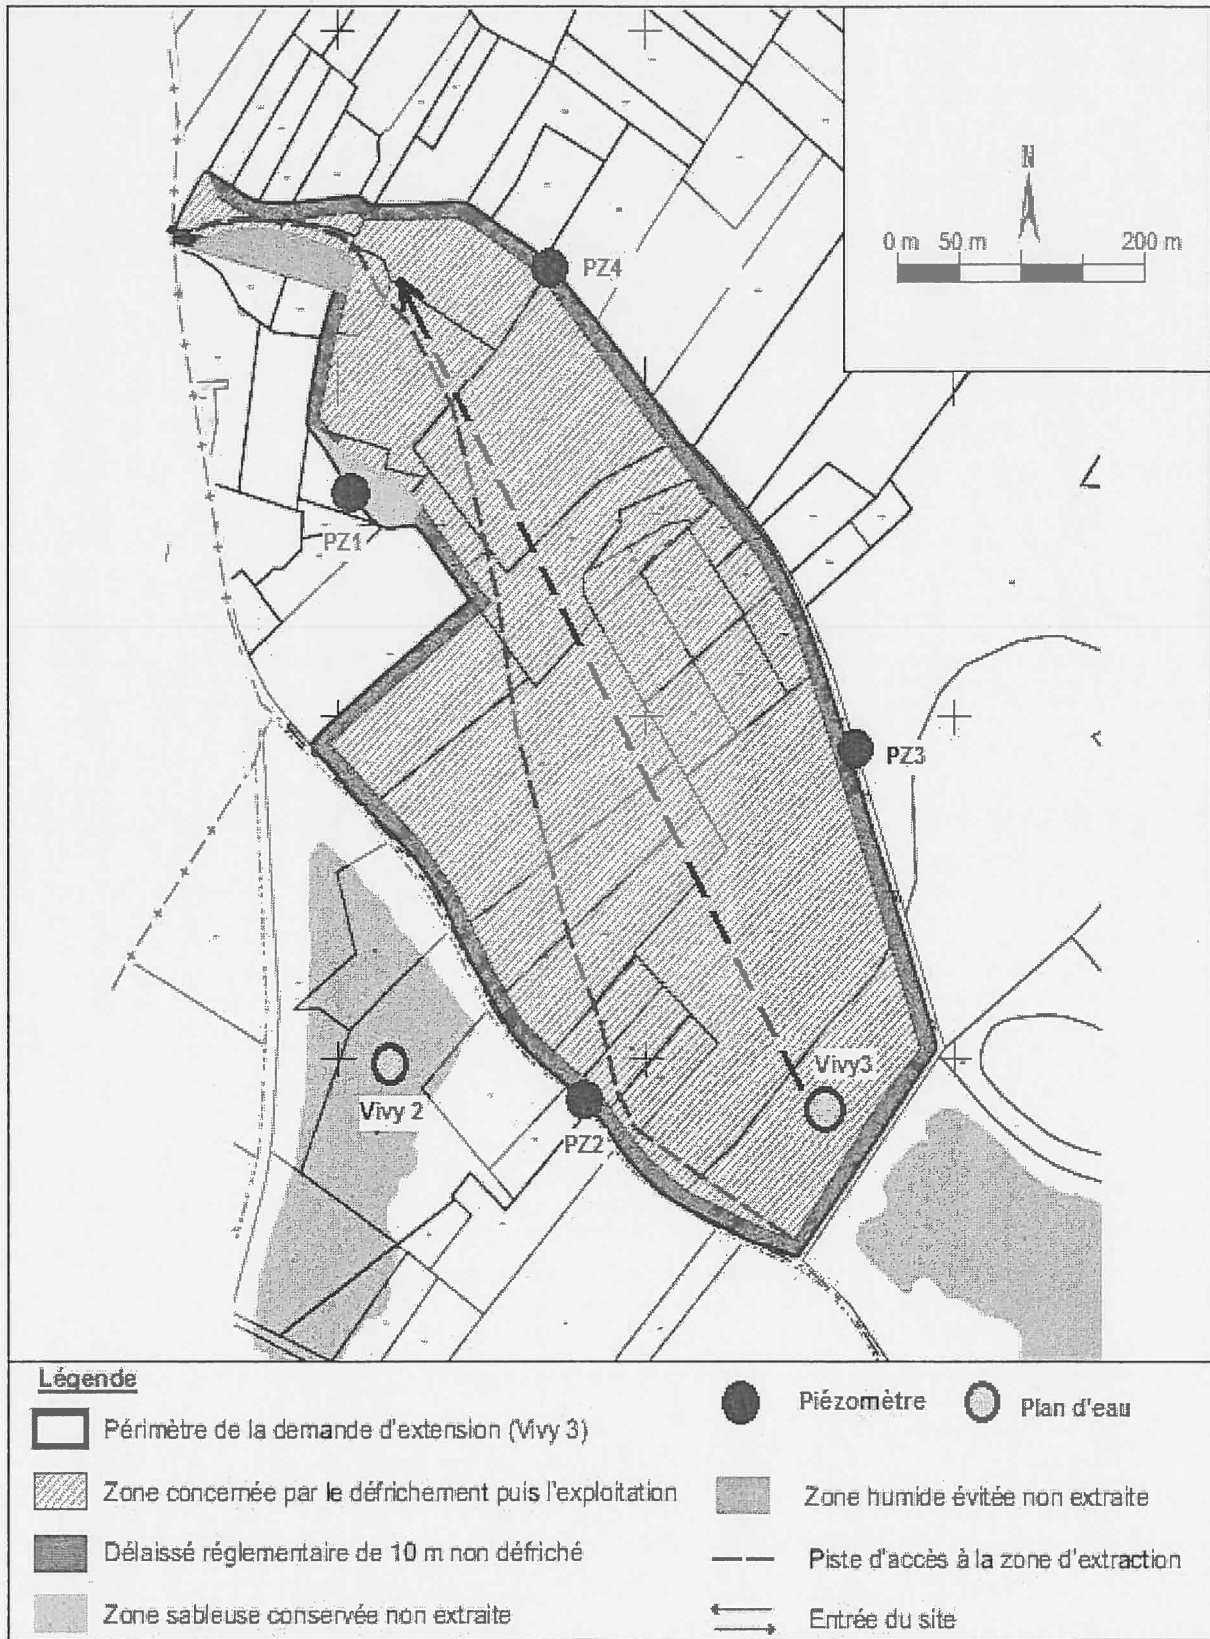 N
0 m 50 m 200 m
PZ4
PZ1
PZ3
Vivy3
Vivy 2
PZ2
Légende
Périmètre de la demande d'extension (Vivy 3)
Zone concernée par le défrichement puis l'exploitation
Délaissé réglementaire de 10 m non défriché
Zone sableuse conservée non extraite
Piézomètre
Plan d'eau
Zone humide évitée non extraite
Piste d'accès à la zone d'extraction
Entrée du site